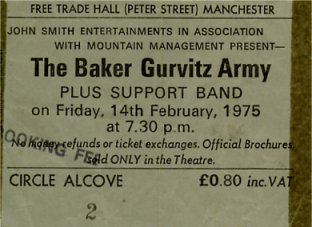 FREE TRADE HALL (PETER STREET) MANCHESTER
JOHN SMITH ENTERTAINMENTS IN ASSOCIATION
WITH MOUNTAIN MANAGEMENT PRESENT—
The Baker Gurvitz Army
PLUS SUPPORT BAND
on Friday, 14th February, 1975
at 7.30 p.m.
No money refunds or ticket exchanges. Official Brochures
Sold ONLY in the Theatre.
OOKING FEE
CIRCLE ALCOVE £0.80 inc.VAT
2